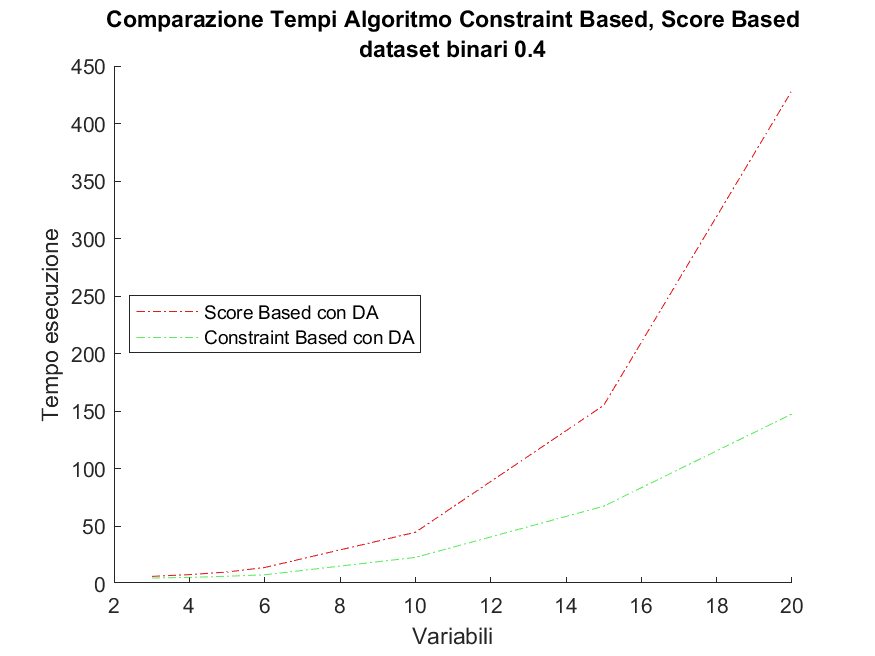 Comparazione Tempi Algoritmo Constraint Based, Score Based
dataset binari 0.4
450
400
350
300
250
200
150
100
50
0
Tempo esecuzione
Score Based con DA
Constraint Based con DA
2 4 6 8 10 12 14 16 18 20
Variabili